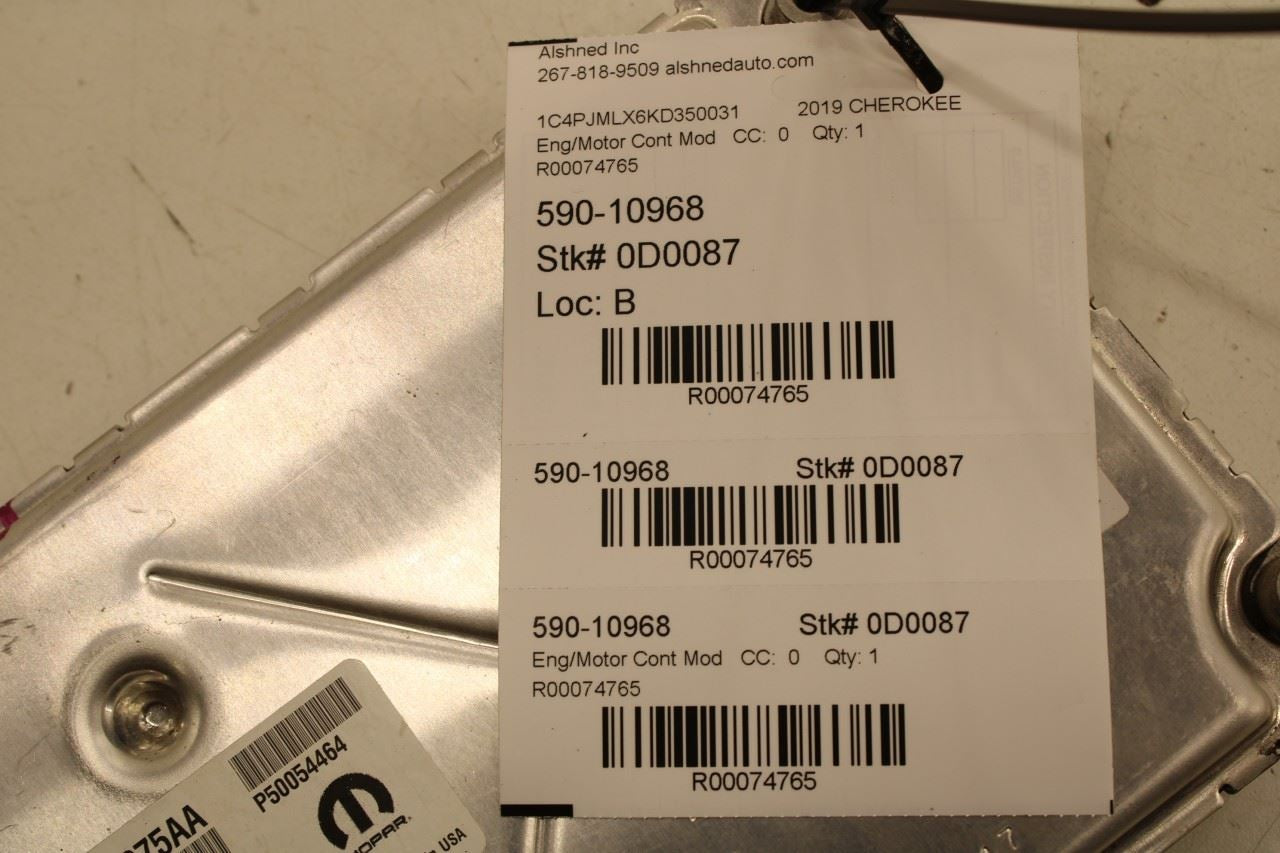 Alshned Inc
267-818-9509 alshnedauto.com
1C4PJMLX6KD350031 2019 CHEROKEE
Eng/Motor Cont Mod CC: 0 Qty: 1
R00074765
590-10968
Stk# 0D0087
Loc: B
R00074765
590-10968 Stk# 0D0087
R00074765
590-10968 Stk# 0D0087
Eng/Motor Cont Mod CC: 0 Qty: 1
R00074765
R00074765
P50054464
75AA
MOPAR
USA